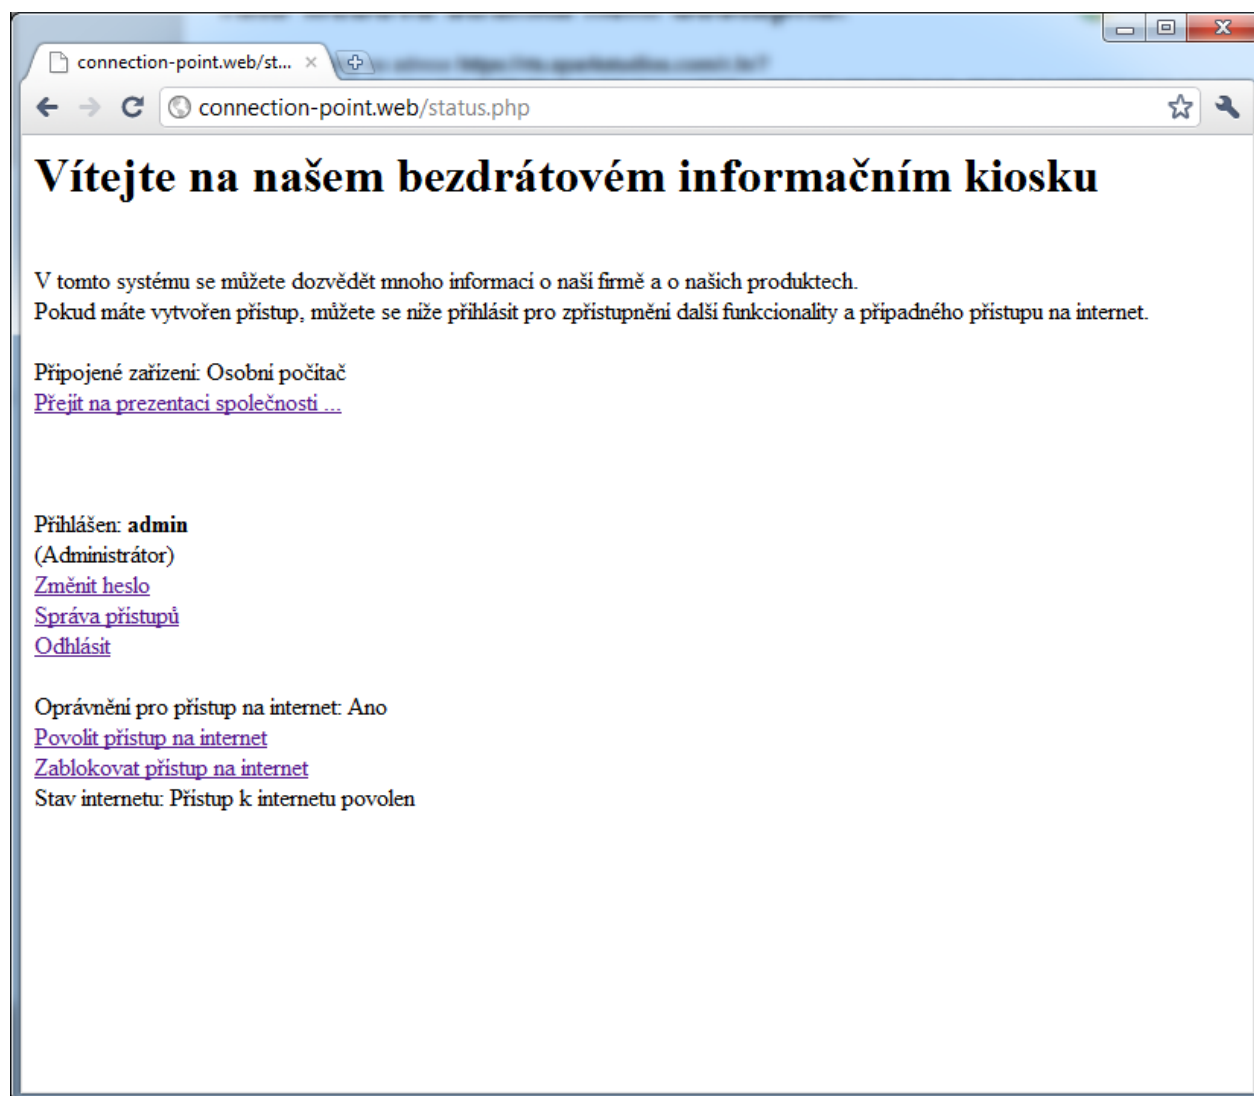 connection-point.web/st...
connection-point.web/status.php
Vítejte na našem bezdrátovém informačním kiosku
V tomto systému se můžete dozvědět mnoho informací o naší firmě a o našich produktech.
Pokud máte vytvořen přístup, můžete se níže přihlásit pro zpřístupnění další funkcionality a případného přístupu na internet.
Připojené zařízení: Osobní počítač
Přejít na prezentaci společnosti ...
Přihlášen: admin
(Administrátor)
Změnit heslo
Správa přístupů
Odhlásit
Oprávnění pro přístup na internet: Ano
Povolit přístup na internet
Zablokovat přístup na internet
Stav internetu: Přístup k internetu povolen